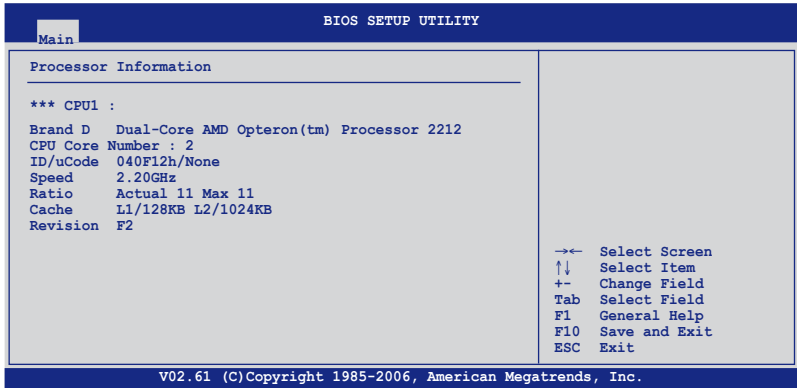 BIOS SETUP UTILITY
Main
Processor Information
*** CPU1 :
Brand D Dual-Core AMD Opteron(tm) Processor 2212
CPU Core Number : 2
ID/uCode 040F12h/None
Speed 2.20GHz
Ratio Actual 11 Max 11
Cache L1/128KB L2/1024KB
Revision F2
→← Select Screen
↑↓ Select Item
+- Change Field
Tab Select Field
F1 General Help
F10 Save and Exit
ESC Exit
V02.61 (C)Copyright 1985-2006, American Megatrends, Inc.